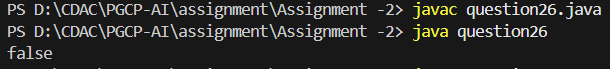 PS D:\CDAC\PGCP-AI\assignment\Assignment -2> javac question26.java
PS D:\CDAC\PGCP-AI\assignment\Assignment -2> java question26
false